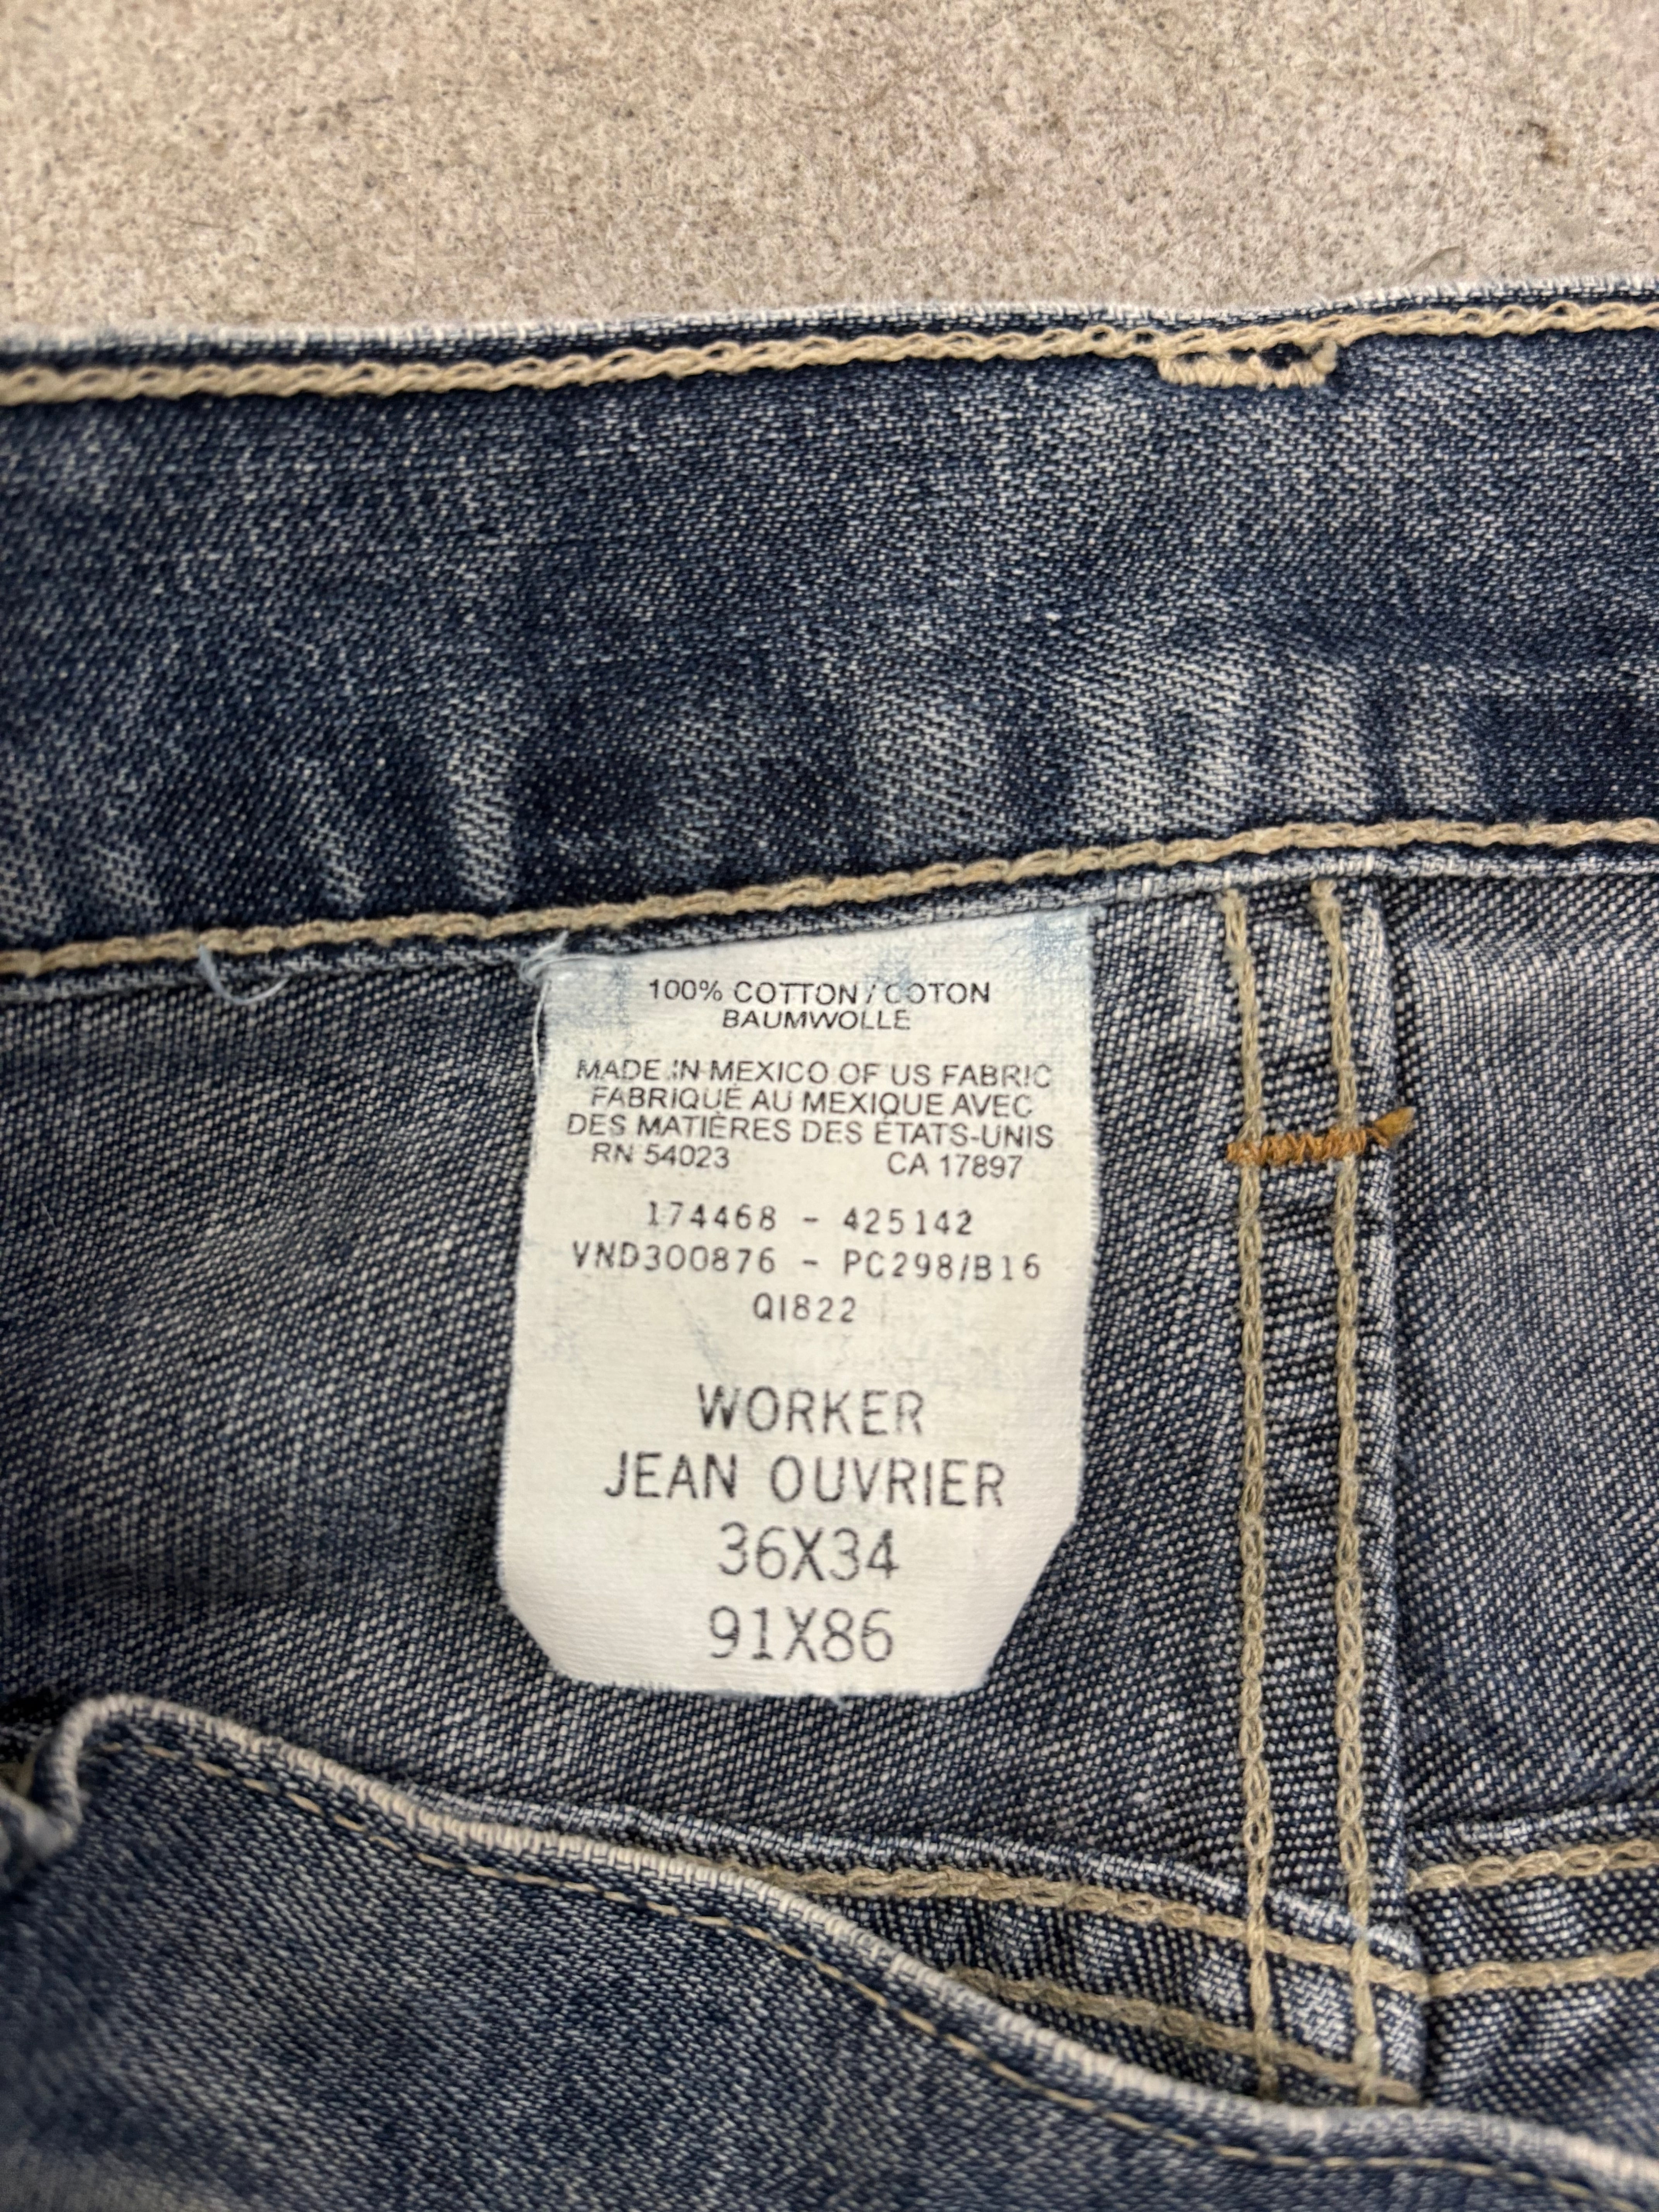 100% COTTON / COTON
BAUMWOLLE
MADE IN MEXICO OF US FABRIC
FABRIQUÉ AU MEXIQUE AVEC
DES MATIÈRES DES ÉTATS-UNIS
RN 54023 CA 17897
174468 - 425142
VND300876 - PC298/B16
QI822
WORKER
JEAN OUVRIER
36X34
91X86